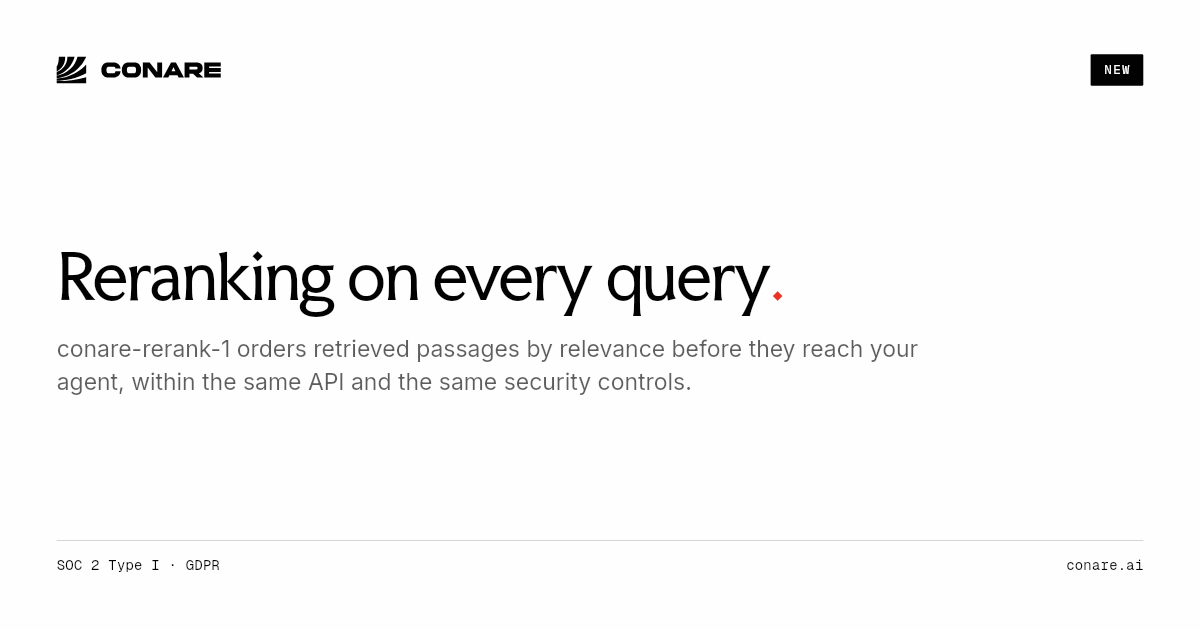 CONARE
NEW
Reranking on every query.
conare-rerank-1 orders retrieved passages by relevance before they reach your
agent, within the same API and the same security controls.
SOC 2 Type I · GDPR
conare.ai